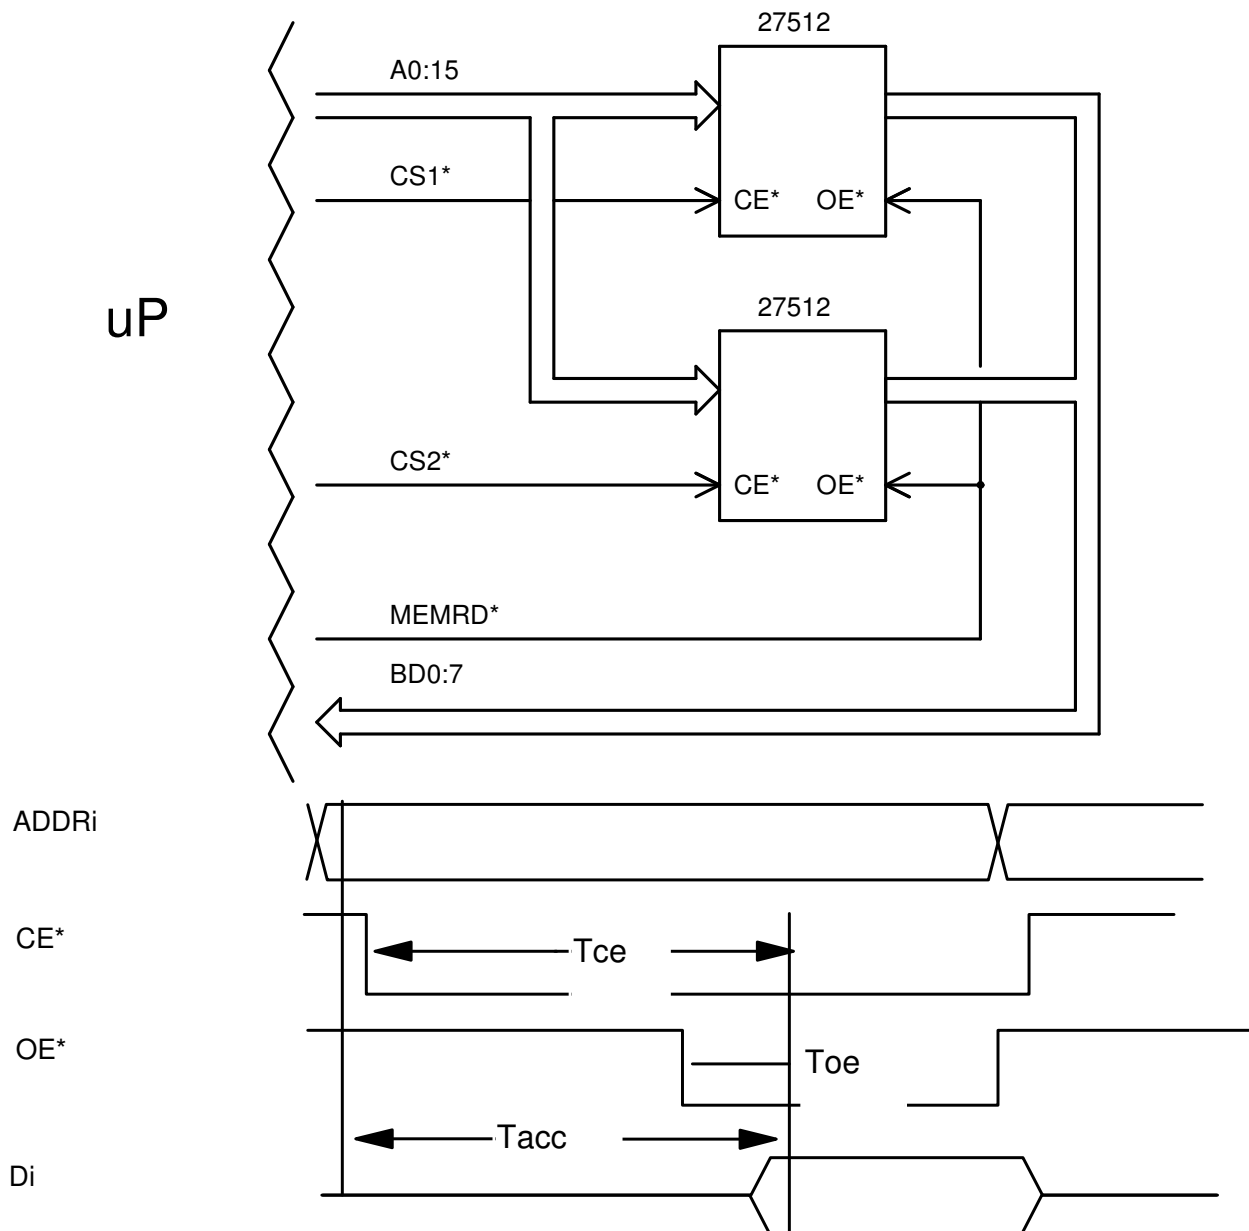 27512
A0:15
CS1*
CE* OE*
uP
27512
CS2*
CE* OE*
MEMRD*
BD0:7
ADDRi
CE*
Tce
OE*
Toe
Tacc
Di